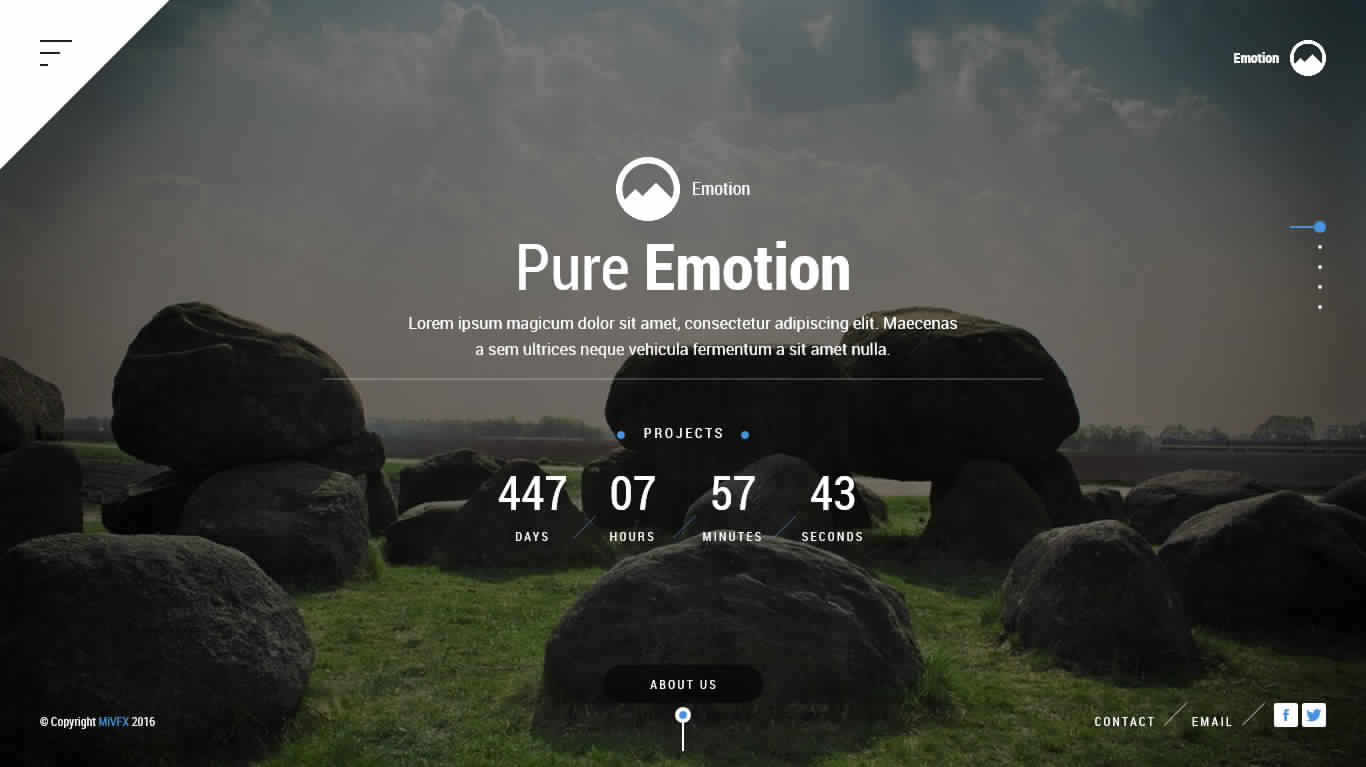 Emotion
Emotion
Pure Emotion
Lorem ipsum magicum dolor sit amet, consectetur adipiscing elit. Maecenas
a sem ultrices neque vehicula fermentum a sit amet nulla.
PROJECTS
447 07 57 43
DAYS HOURS MINUTES SECONDS
ABOUT US
© Copyright MiVFX 2016
CONTACT EMAIL